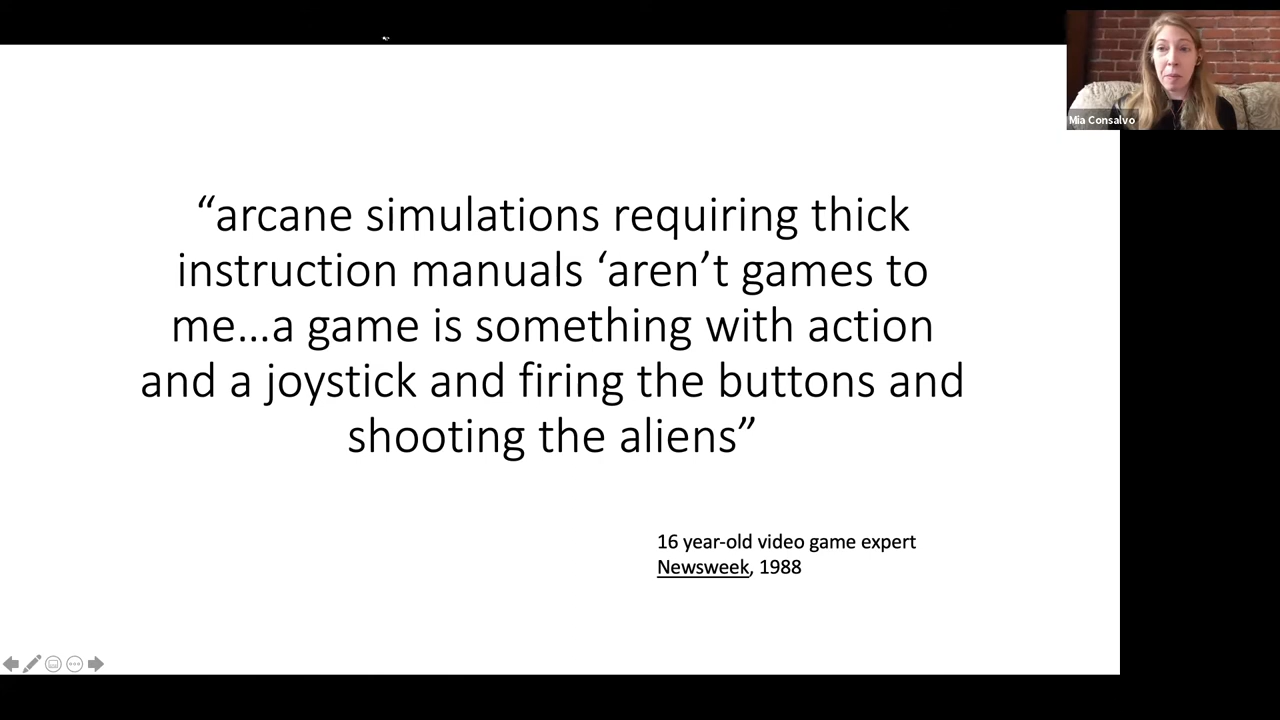 Mia Consalvo
“arcane simulations requiring thick
instruction manuals ‘aren’t games to
me…a game is something with action
and a joystick and firing the buttons and
shooting the aliens”
16 year-old video game expert
Newsweek, 1988